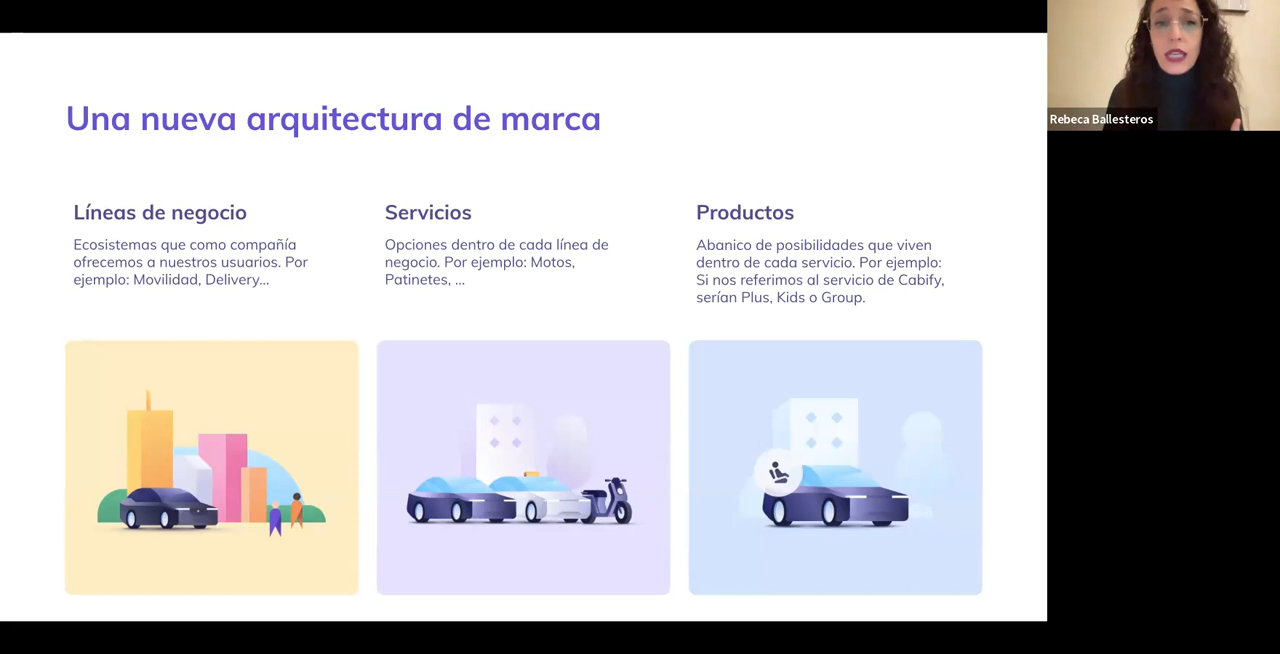 Una nueva arquitectura de marca
Líneas de negocio
Ecosistemas que como compañía
ofrecemos a nuestros usuarios. Por
ejemplo: Movilidad, Delivery...
Servicios
Opciones dentro de cada línea de
negocio. Por ejemplo: Motos,
Patinetes, ...
Productos
Abanico de posibilidades que viven
dentro de cada servicio. Por ejemplo:
Si nos referimos al servicio de Cabify,
serían Plus, Kids o Group.
Rebeca Ballesteros